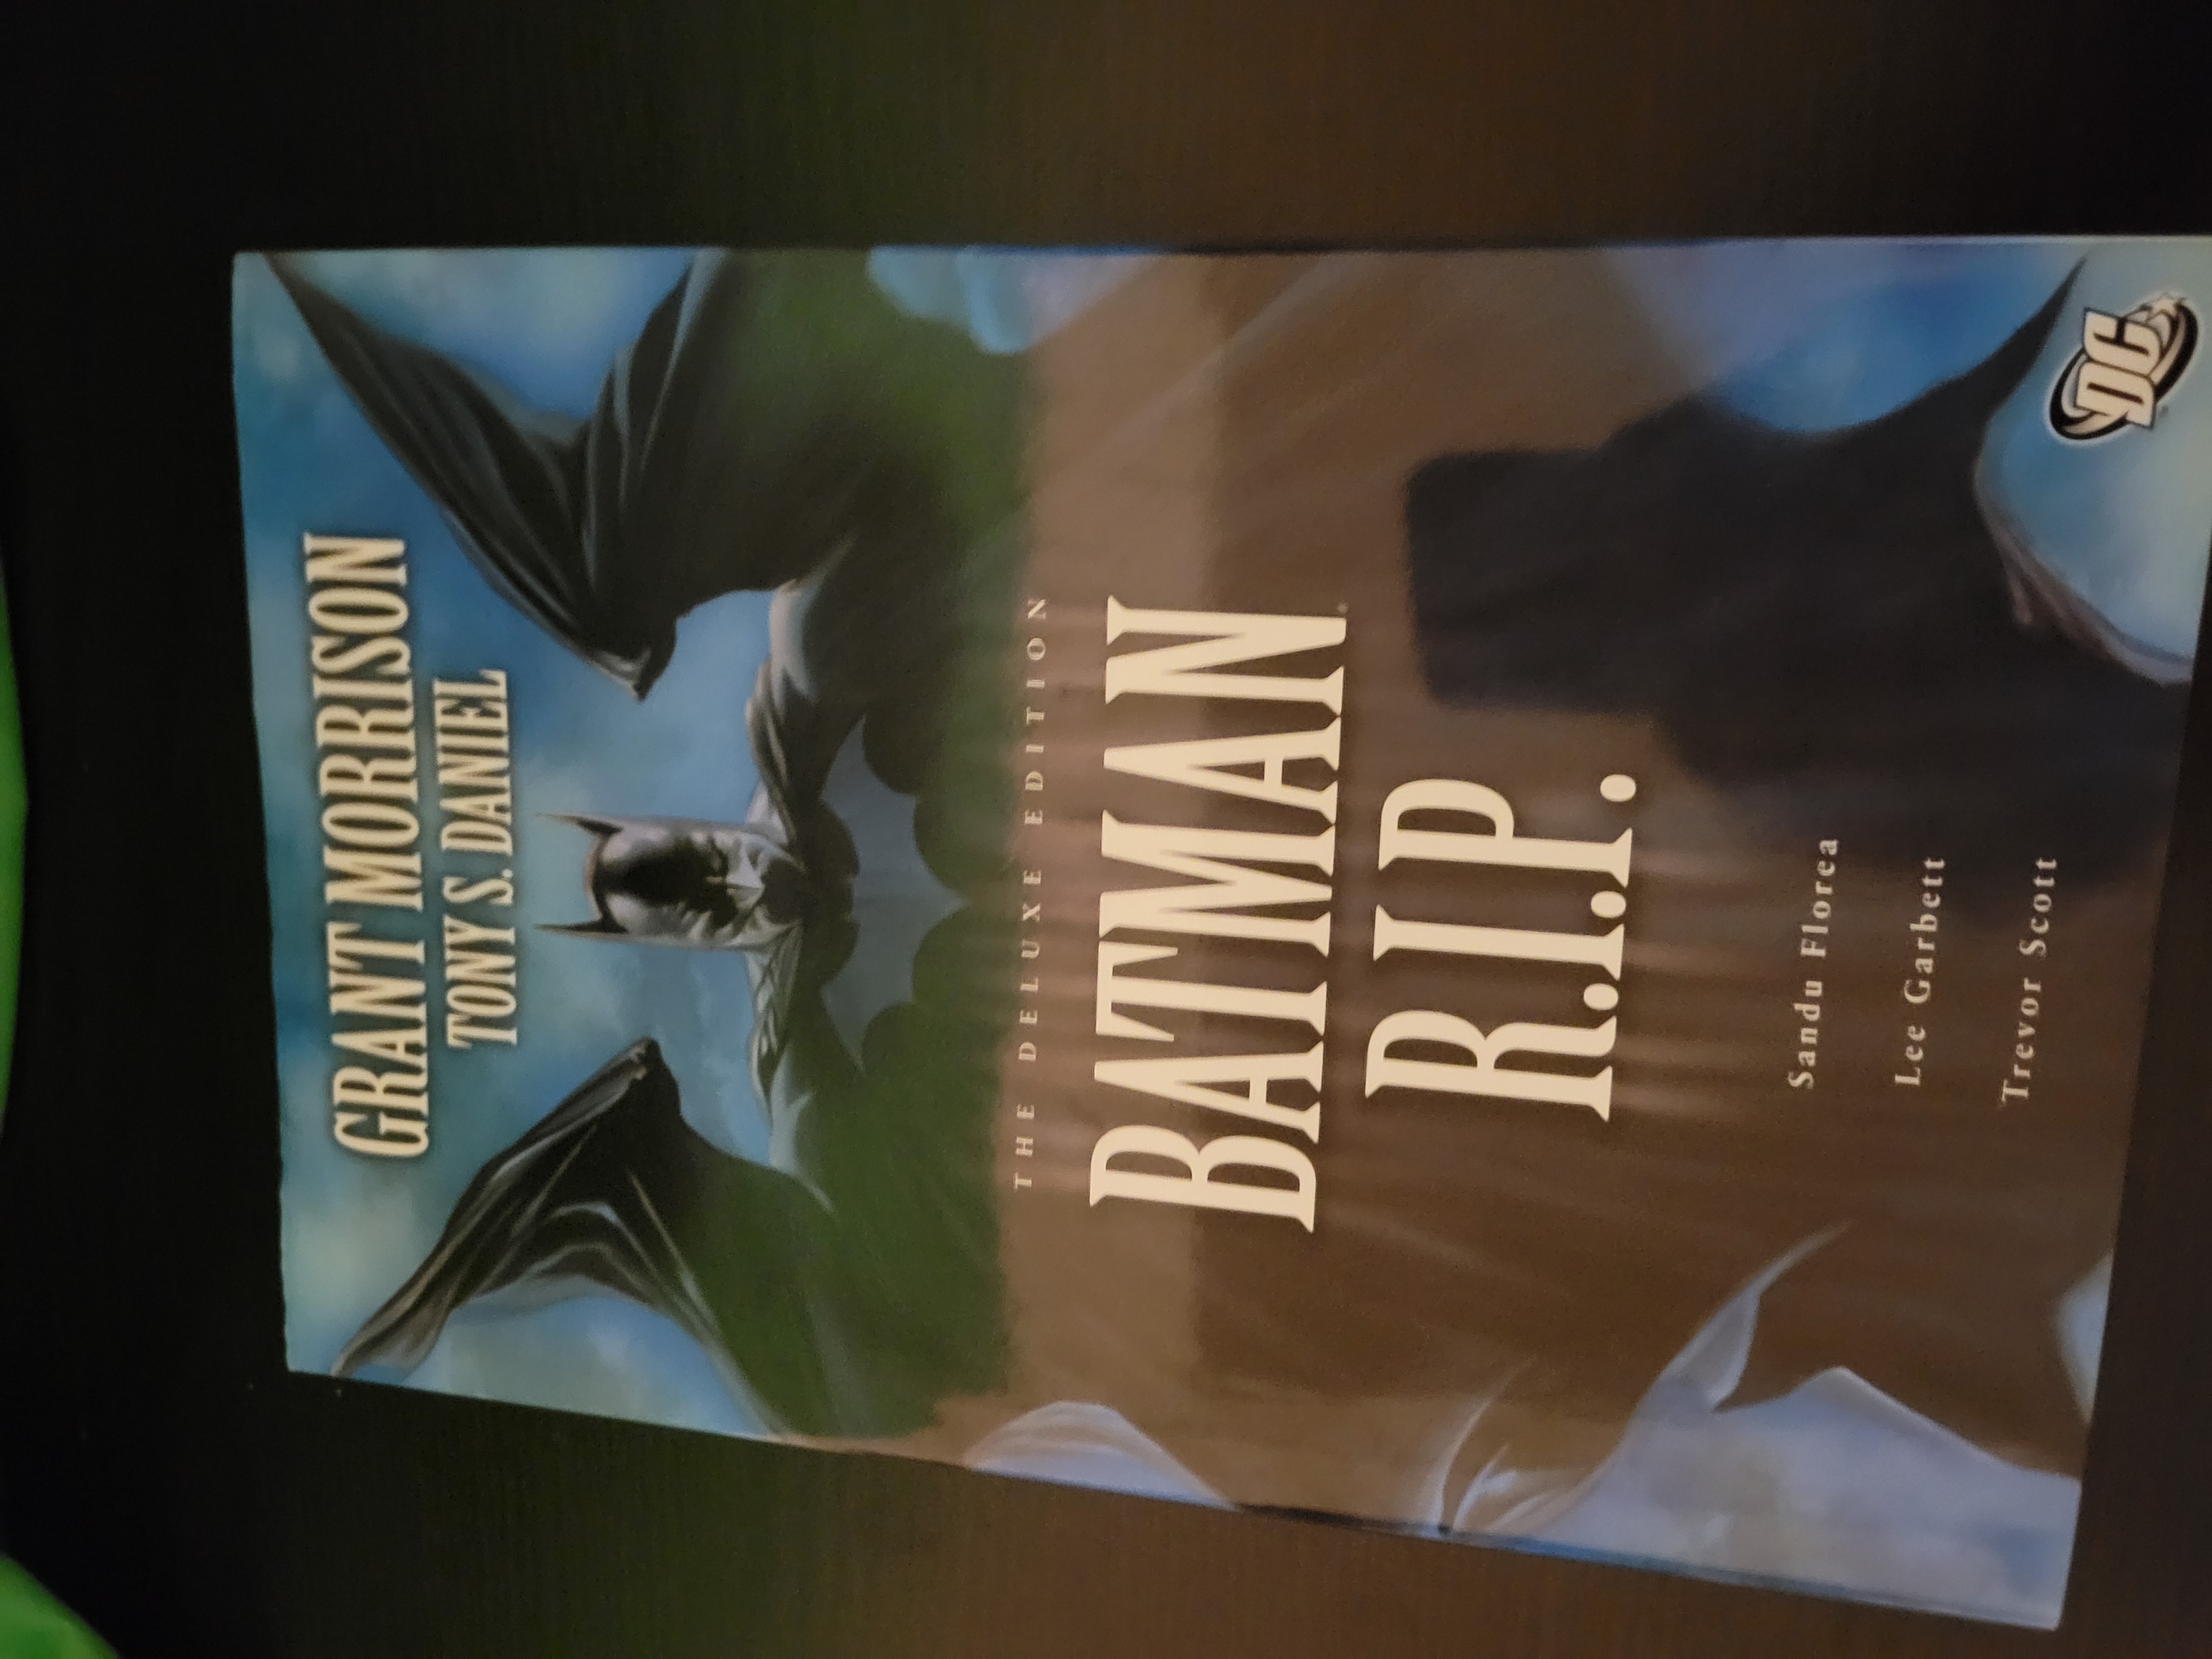 GRANT MORRISON
TONY S. DANIEL
THE DELUXE EDITION
BATMAN
R.I.P.
Sandu Florea
Lee Garbett
Trevor Scott
DC